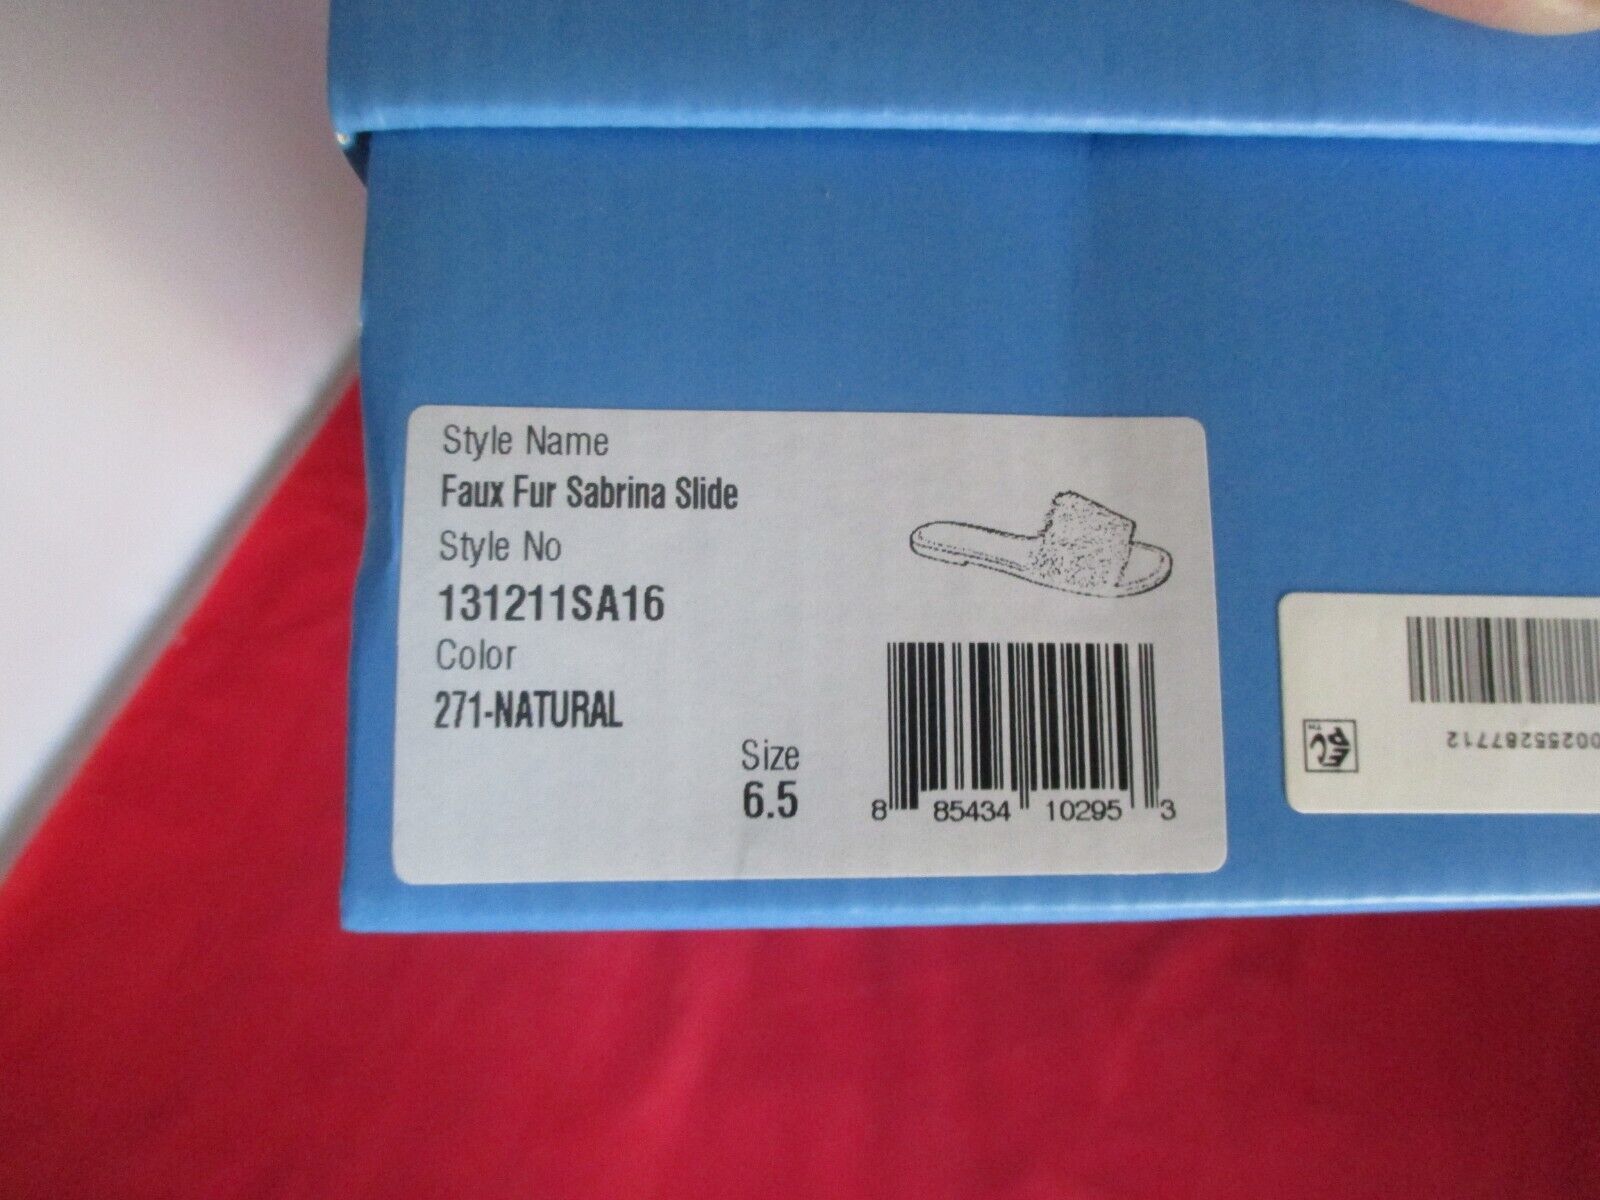 Style Name
Faux Fur Sabrina Slide
Style No
131211SA16
Color
271-NATURAL
Size
6.5
8 85434 10295 3